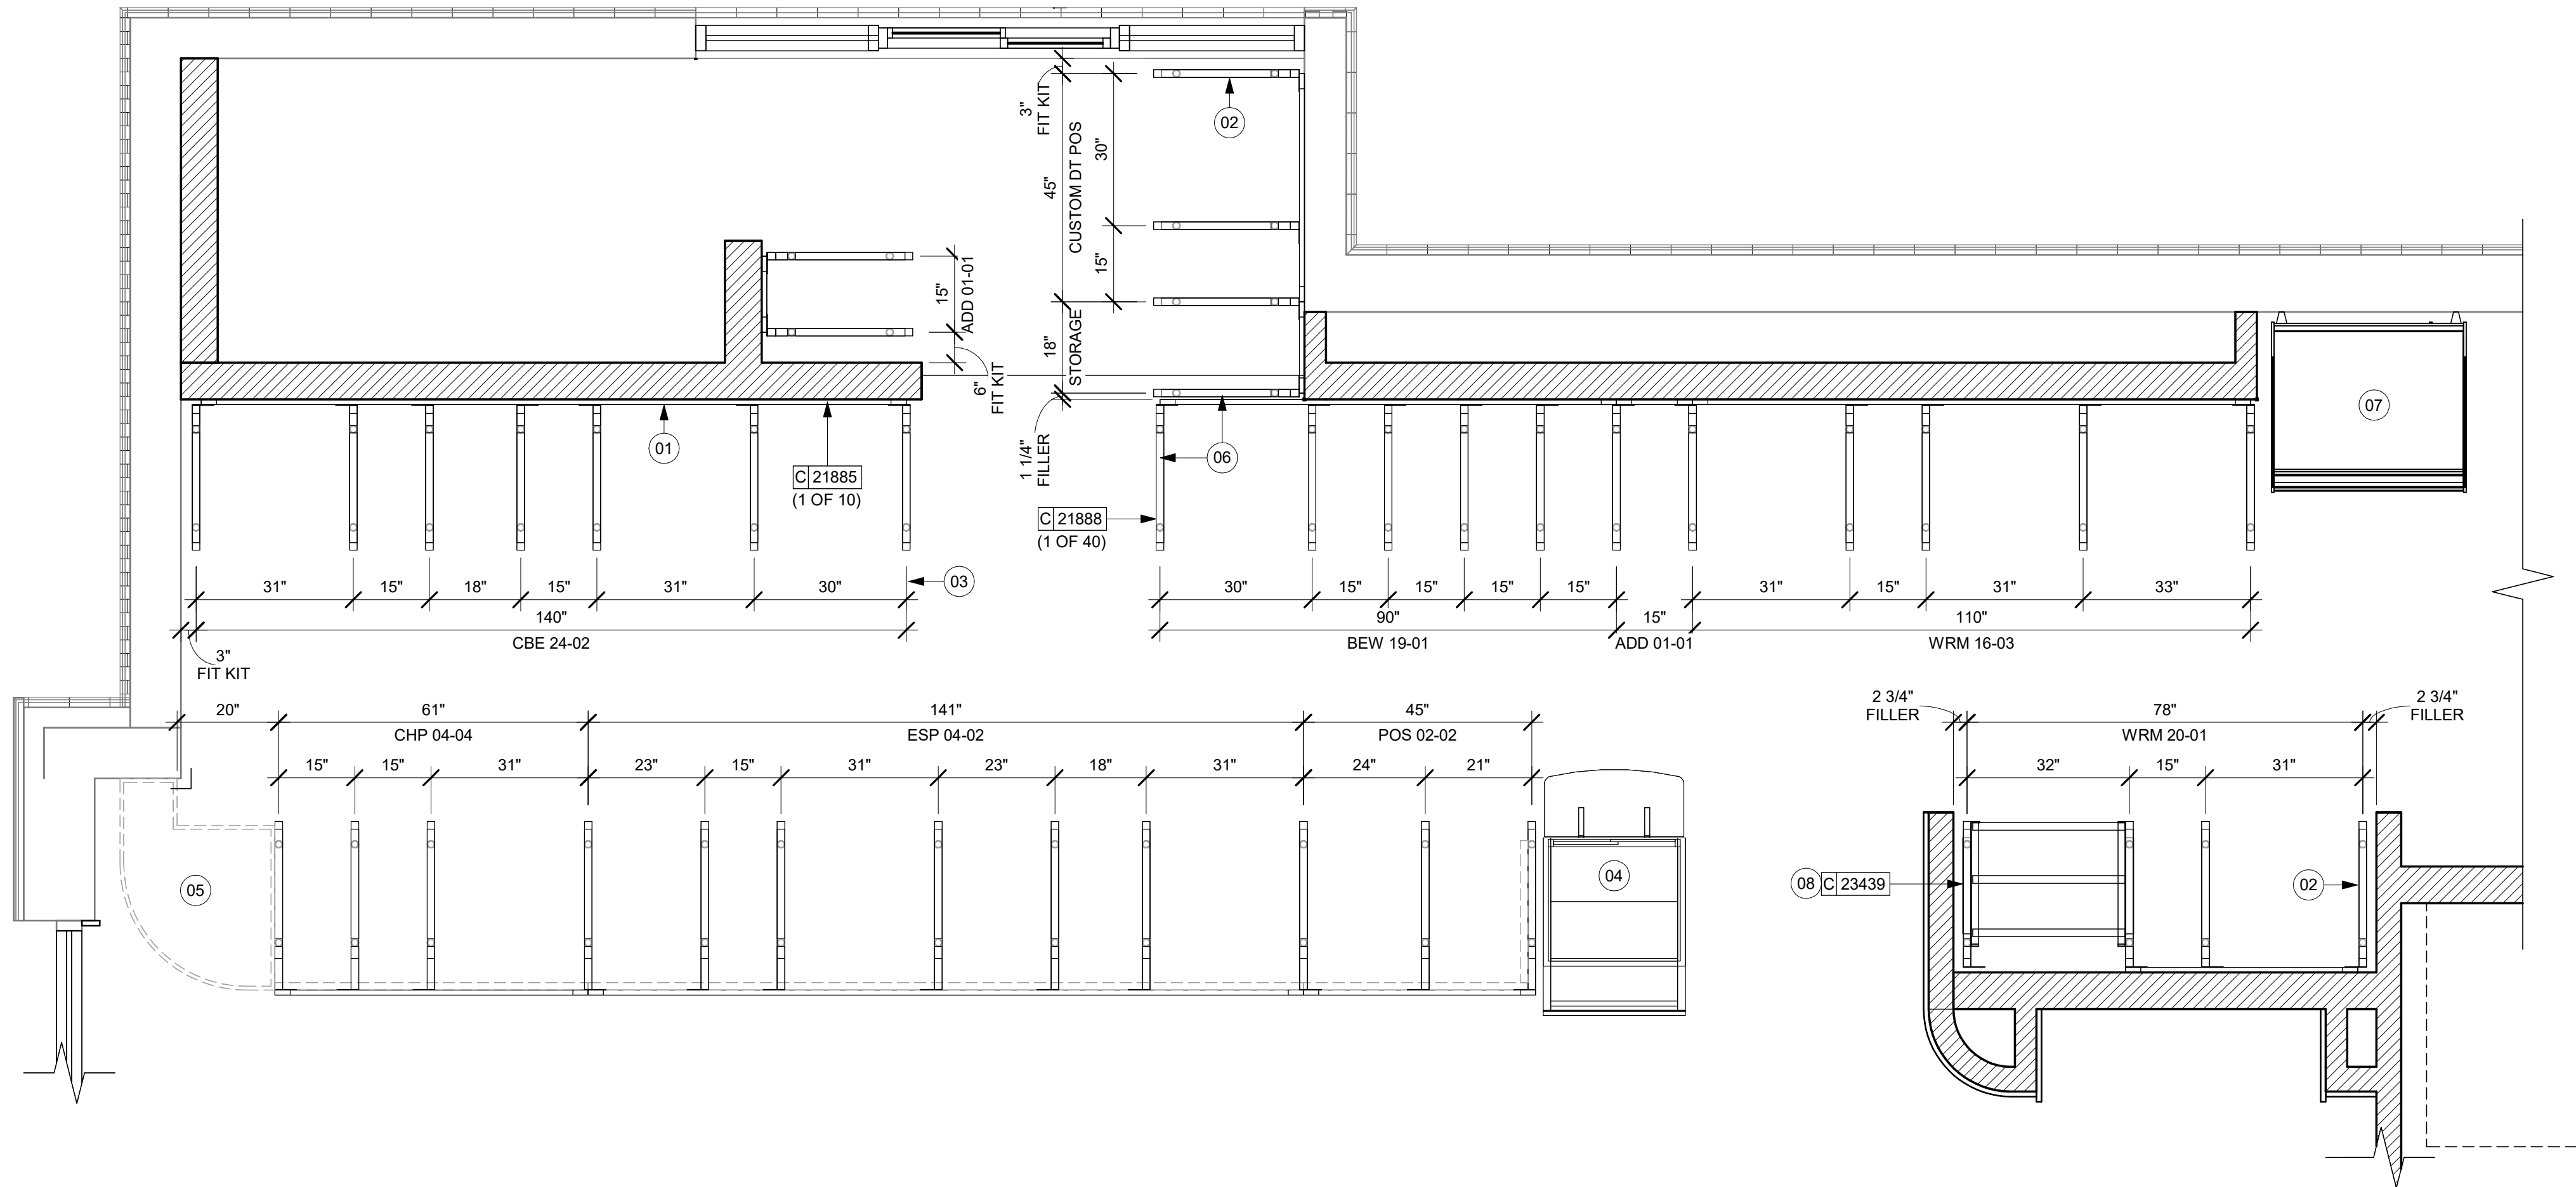 3"
FIT KIT
45"
CUSTOM DT POS
30"
15"
02
15"
ADD 01-01
6"
FIT KIT
18"
STORAGE
1 1/4"
FILLER
01
C 21885
(1 OF 10)
06
C 21888
(1 OF 40)
07
31"
15"
18"
15"
31"
30"
03
140"
CBE 24-02
3"
FIT KIT
30"
15"
15"
15"
15"
90"
BEW 19-01
15"
ADD 01-01
31"
15"
31"
33"
110"
WRM 16-03
20"
61"
CHP 04-04
141"
ESP 04-02
45"
POS 02-02
15"
15"
31"
23"
15"
31"
23"
18"
31"
24"
21"
05
04
2 3/4"
FILLER
78"
WRM 20-01
2 3/4"
FILLER
32"
15"
31"
08 C 23439
02